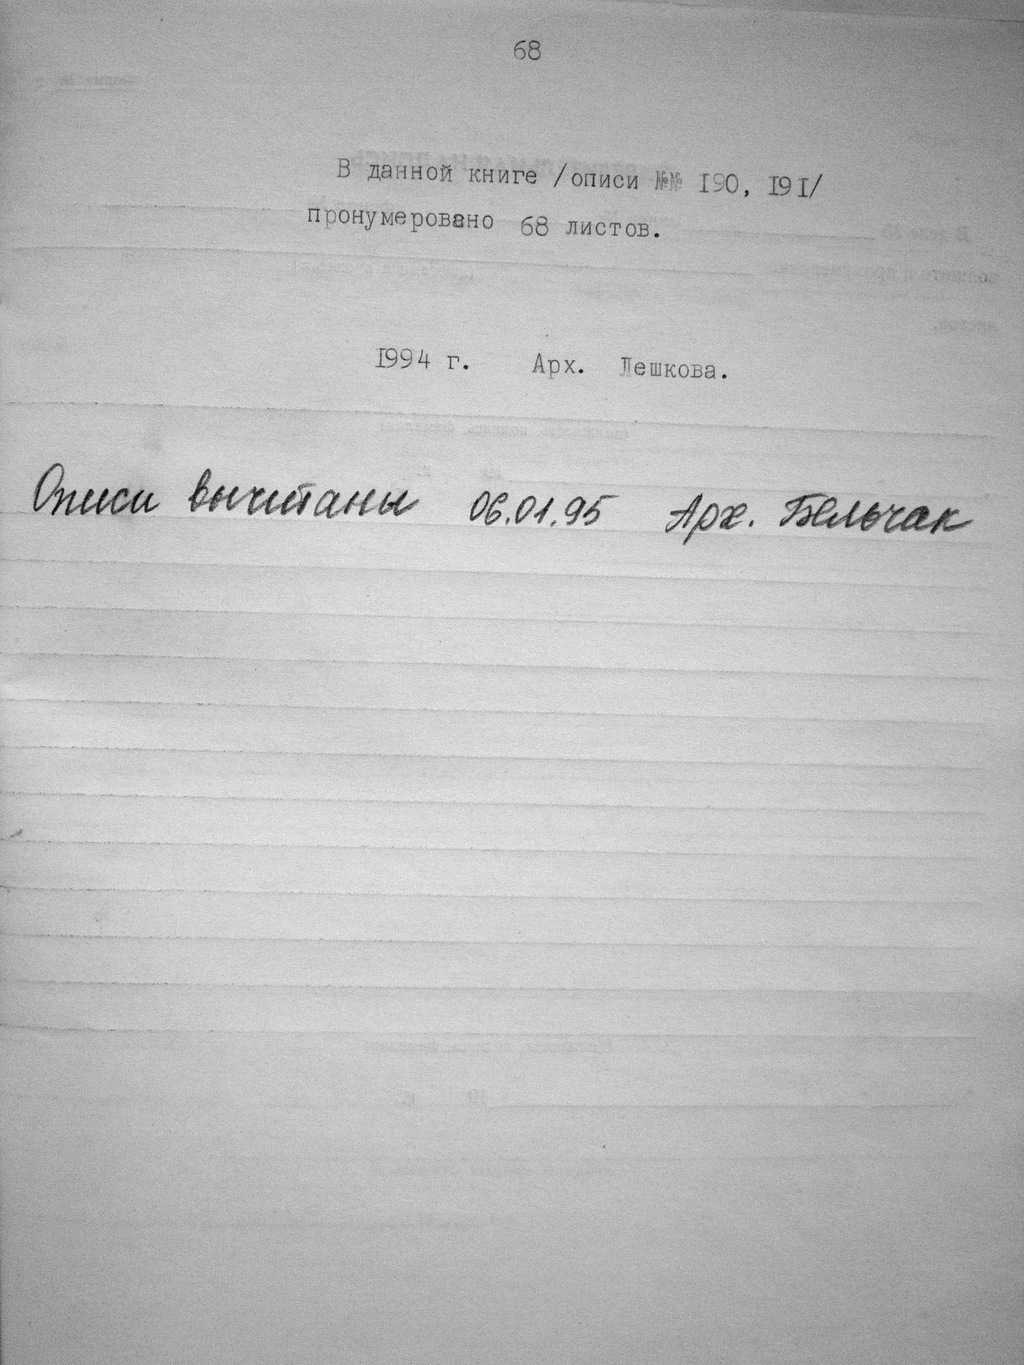 68
В данной книге /описи №№ 190, 191/
пронумеровано 68 листов.
1994 г. Арх. Лешкова.
Описи вычитаны 06.01.95 Арх. Бельчак